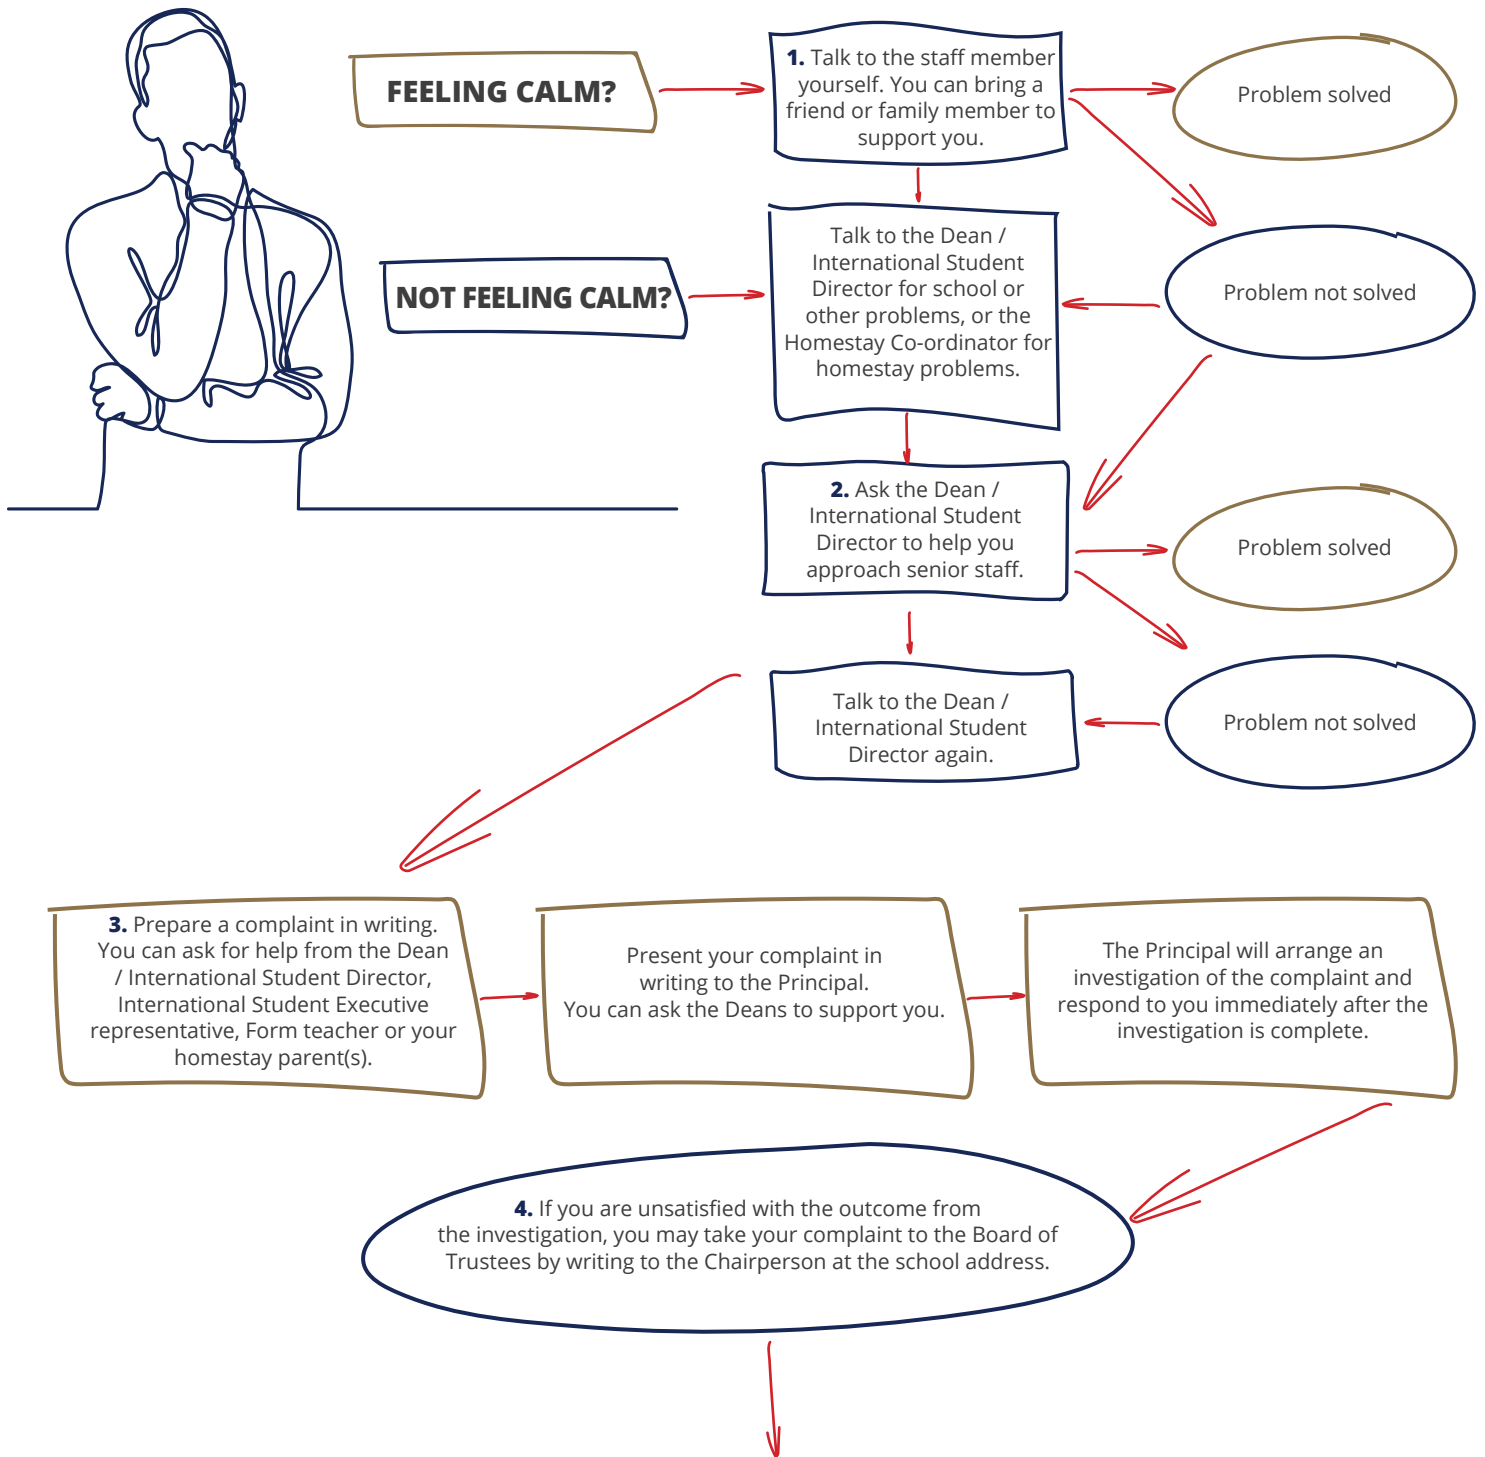 FEELING CALM?
1. Talk to the staff member
yourself. You can bring a
friend or family member to
support you.
Problem solved
NOT FEELING CALM?
Talk to the Dean /
International Student
Director for school or
other problems, or the
Homestay Co-ordinator for
homestay problems.
Problem not solved
2. Ask the Dean /
International Student
Director to help you
approach senior staff.
Problem solved
Talk to the Dean /
International Student
Director again.
Problem not solved
3. Prepare a complaint in writing.
You can ask for help from the Dean
/ International Student Director,
International Student Executive
representative, Form teacher or your
homestay parent(s).
Present your complaint in
writing to the Principal.
You can ask the Deans to support you.
The Principal will arrange an
investigation of the complaint and
respond to you immediately after the
investigation is complete.
4. If you are unsatisfied with the outcome from
the investigation, you may take your complaint to the Board of
Trustees by writing to the Chairperson at the school address.